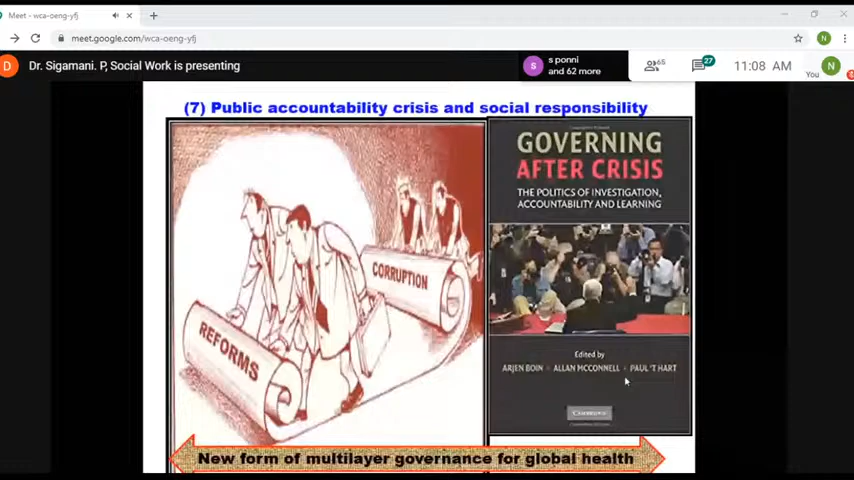 Meet - wca-oeng-yfj
meet.google.com/wca-oeng-yfj
N
D
Dr. Sigamani. P, Social Work is presenting
s
s ponni
and 62 more
65
27
11:08 AM
You
N
(7) Public accountability crisis and social responsibility
REFORMS
CORRUPTION
GOVERNING
AFTER CRISIS
THE POLITICS OF INVESTIGATION,
ACCOUNTABILITY AND LEARNING
Edited by
ARJEN BOIN • ALLAN MCCONNELL • PAUL 'T HART
New form of multilayer governance for global health